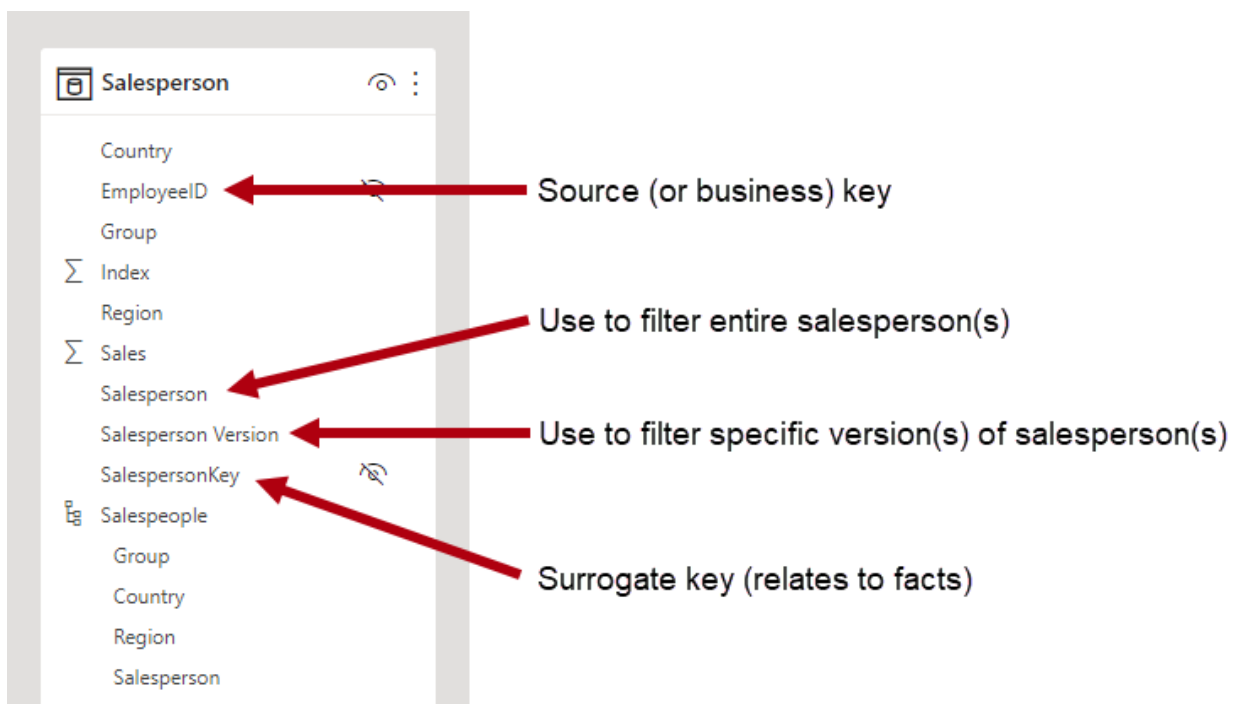 Salesperson
Country
EmployeeID
Source (or business) key
Group
Index
Region
Use to filter entire salesperson(s)
Sales
Salesperson
Salesperson Version
Use to filter specific version(s) of salesperson(s)
SalespersonKey
Salespeople
Group
Surrogate key (relates to facts)
Country
Region
Salesperson